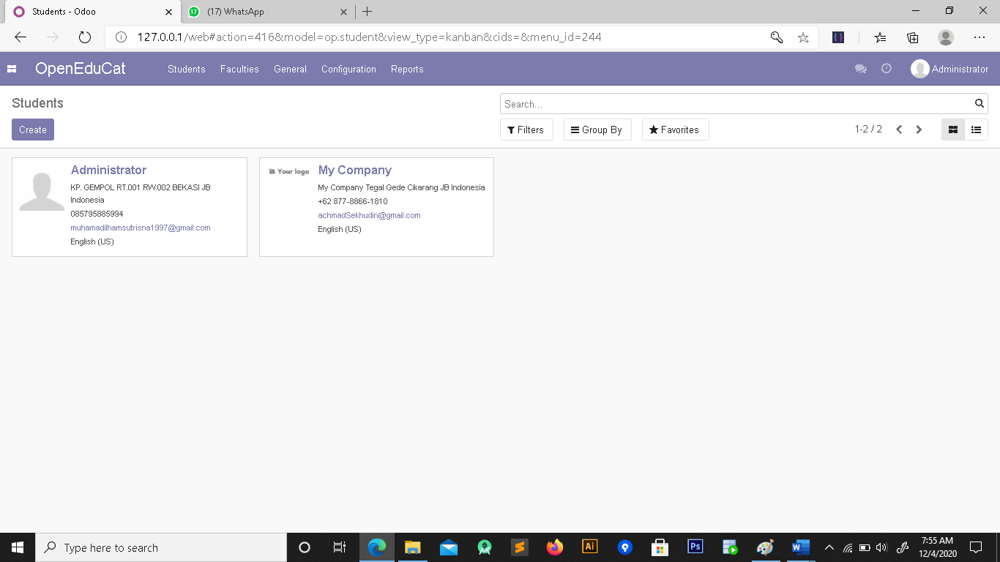 Students - Odoo
(17) WhatsApp
127.0.0.1/web#action=416&model=op.student&view_type=kanban&cids=&menu_id=244
OpenEduCat
Students
Faculties
General
Configuration
Reports
Administrator
Students
Search...
Create
Filters
Group By
Favorites
1-2 / 2
Administrator
KP. GEMPOL RT.001 RW.002 BEKASI JB
Indonesia
085795885994
muhamadilhamsutrisna1997@gmail.com
English (US)
Your logo
My Company
My Company Tegal Gede Cikarang JB Indonesia
+62 877-8866-1810
achmadSekhudin@gmail.com
English (US)
Type here to search
Ai
Ps
7:55 AM
12/4/2020